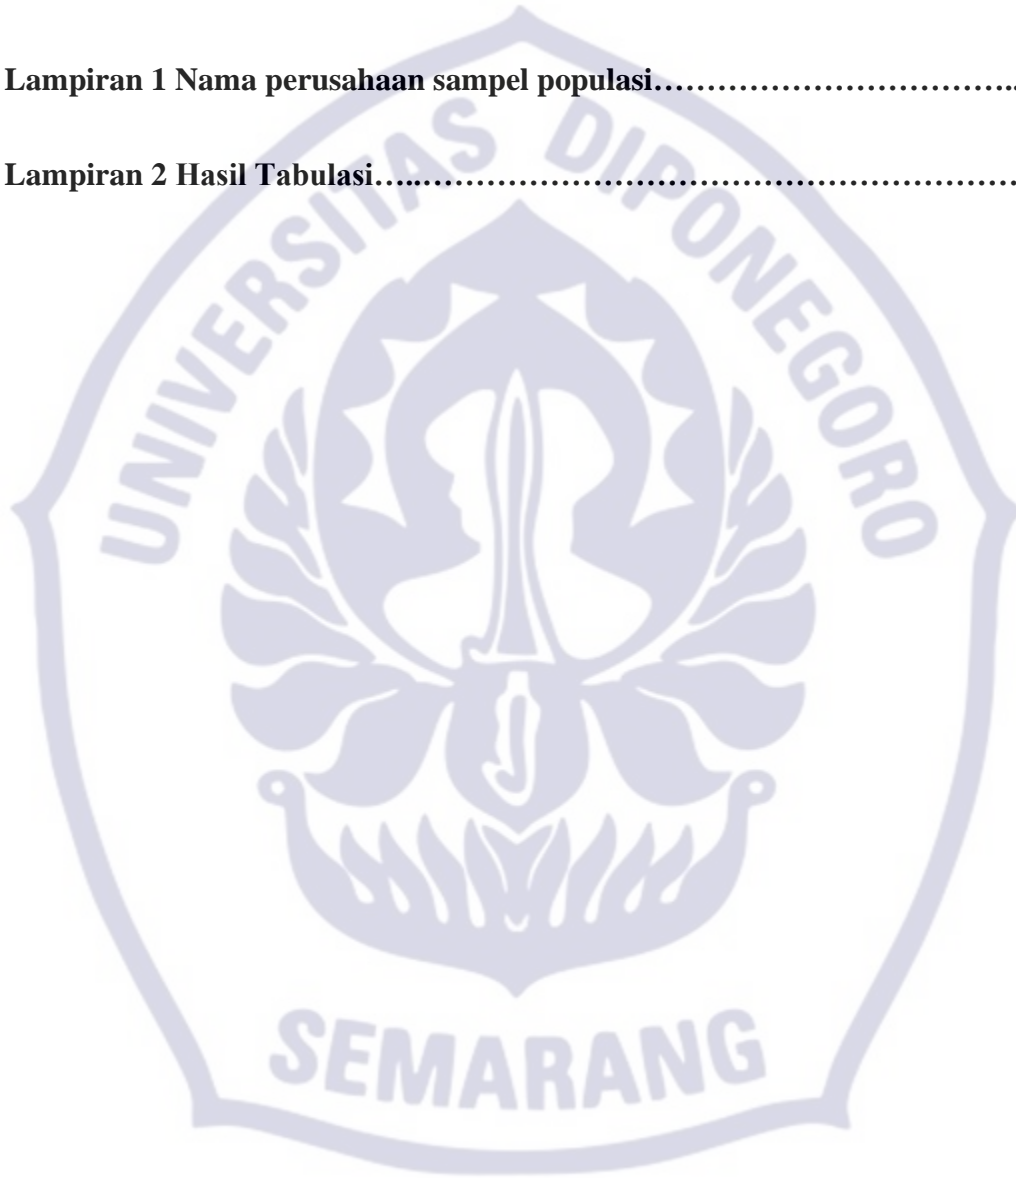 Lampiran 1 Nama perusahaan sampel populasi……………………………..
Lampiran 2 Hasil Tabulasi…..………………………………………………
UNIVERSITAS DIPONEGORO
SEMARANG